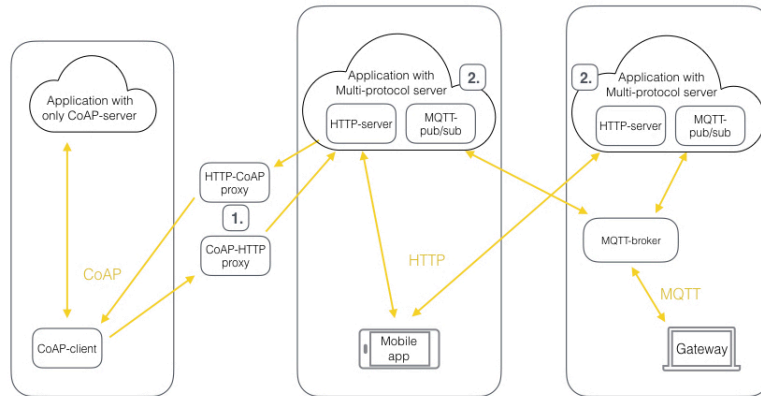 Application with
only CoAP-server
CoAP
CoAP-client
HTTP-CoAP
proxy
1.
CoAP-HTTP
proxy
Application with
Multi-protocol server
2.
HTTP-server
MQTT-
pub/sub
HTTP
Mobile
app
2.
Application with
Multi-protocol server
HTTP-server
MQTT-
pub/sub
MQTT-broker
MQTT
Gateway